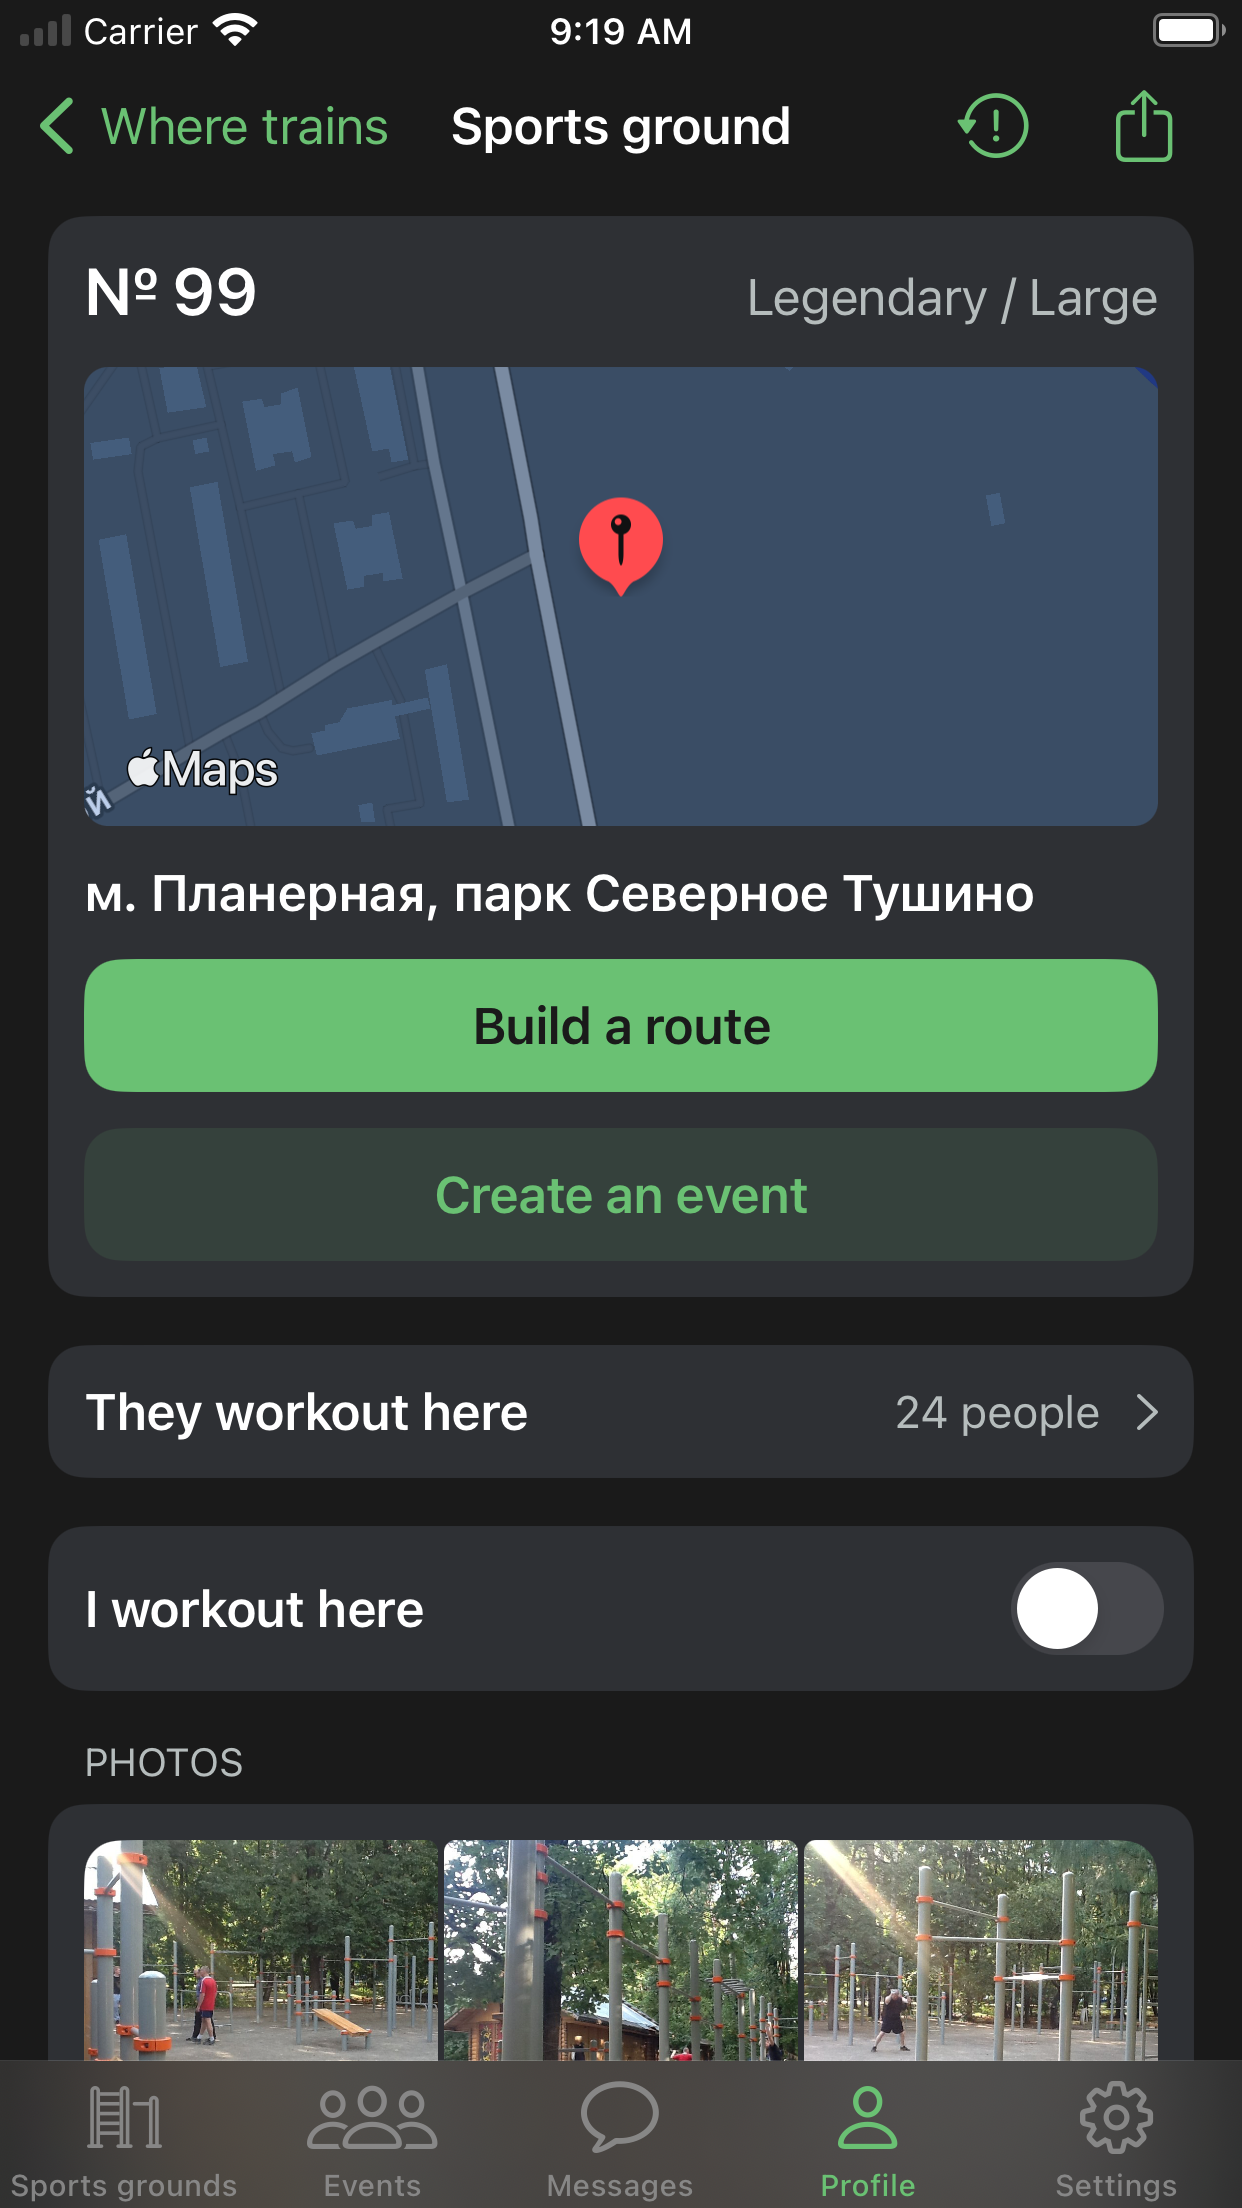 Carrier
9:19 AM
Where trains
Sports ground
Nº 99
Legendary / Large
й
Maps
м. Планерная, парк Северное Тушино
Build a route
Create an event
They workout here
24 people
I workout here
PHOTOS
Sports grounds
Events
Messages
Profile
Settings